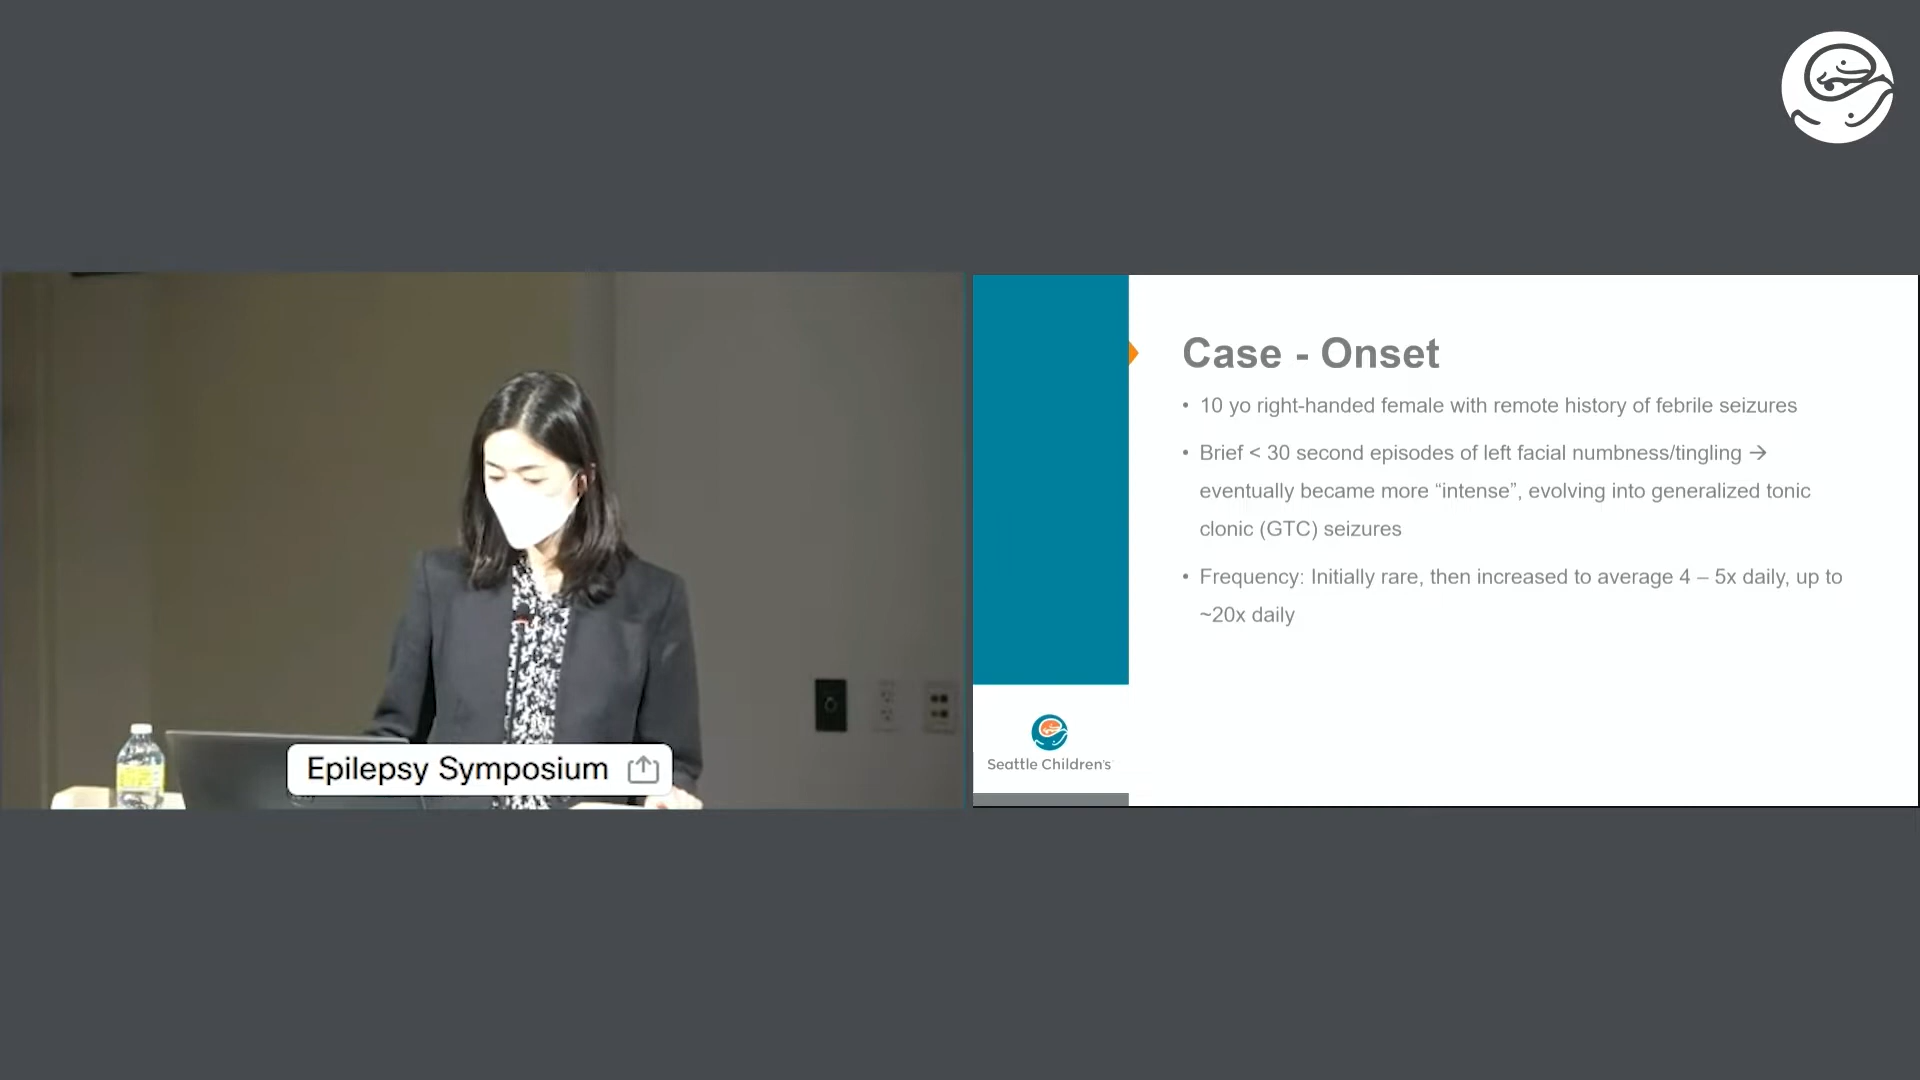 Case - Onset
• 10 yo right-handed female with remote history of febrile seizures
• Brief < 30 second episodes of left facial numbness/tingling →
eventually became more “intense”, evolving into generalized tonic
clonic (GTC) seizures
• Frequency: Initially rare, then increased to average 4 – 5x daily, up to
~20x daily
Epilepsy Symposium
Seattle Children's